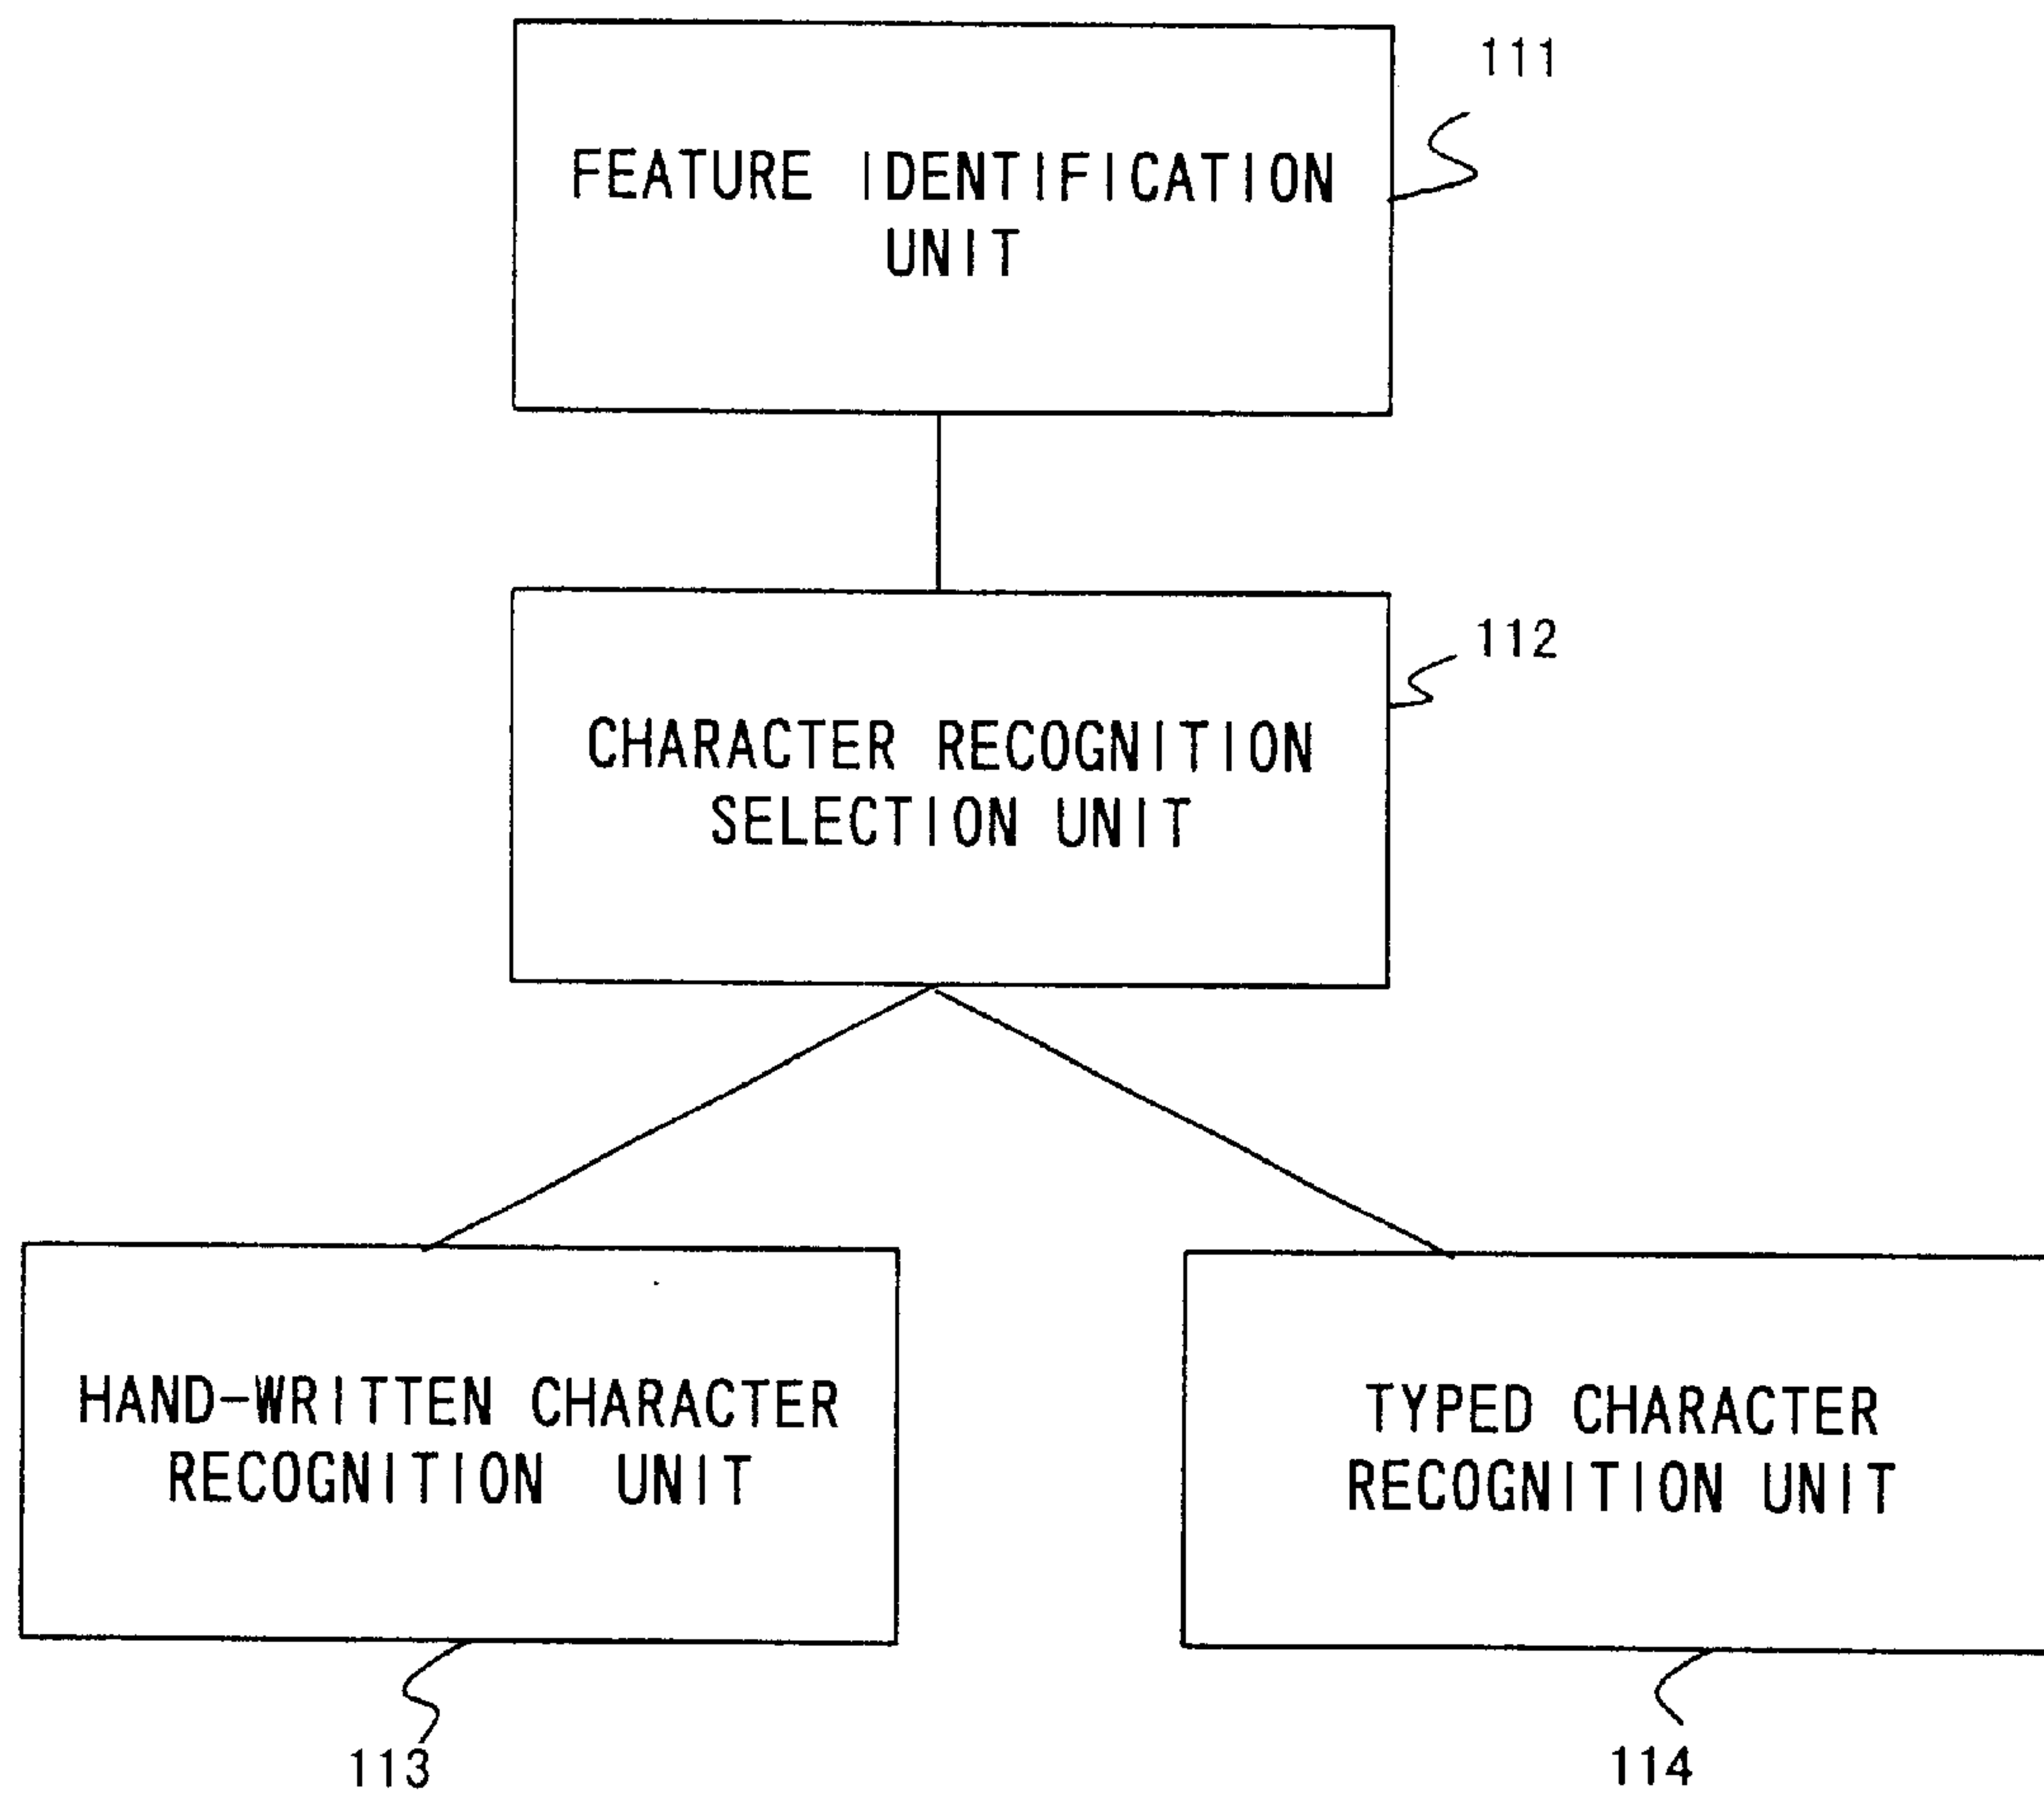 111
FEATURE IDENTIFICATION
UNIT
112
CHARACTER RECOGNITION
SELECTION UNIT
HAND-WRITTEN CHARACTER
RECOGNITION UNIT
TYPED CHARACTER
RECOGNITION UNIT
113
114